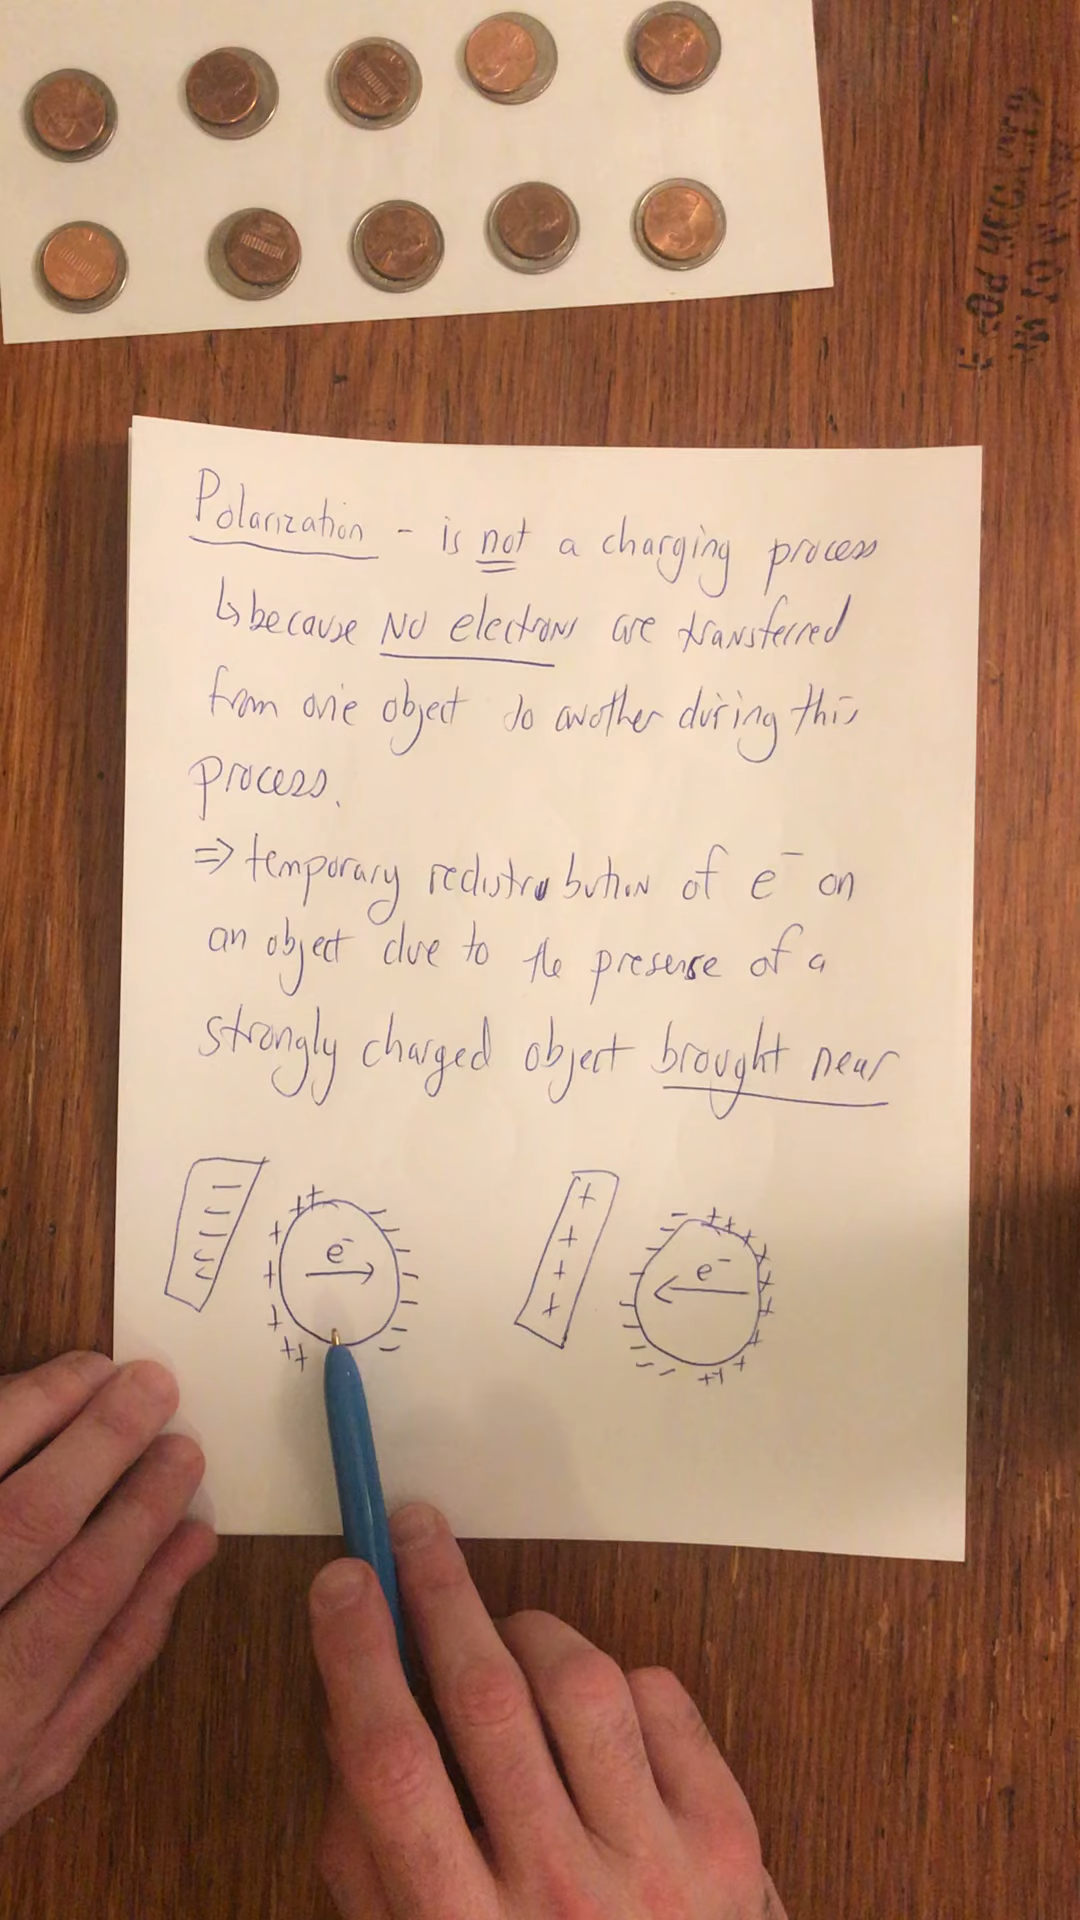 Polarization - is not a charging process
↳ because NO electrons are transferred
from one object to another during this
process.
⇒ temporary redistribution of e⁻ on
an object due to the presense of a
strongly charged object brought near
e⁻
e⁻